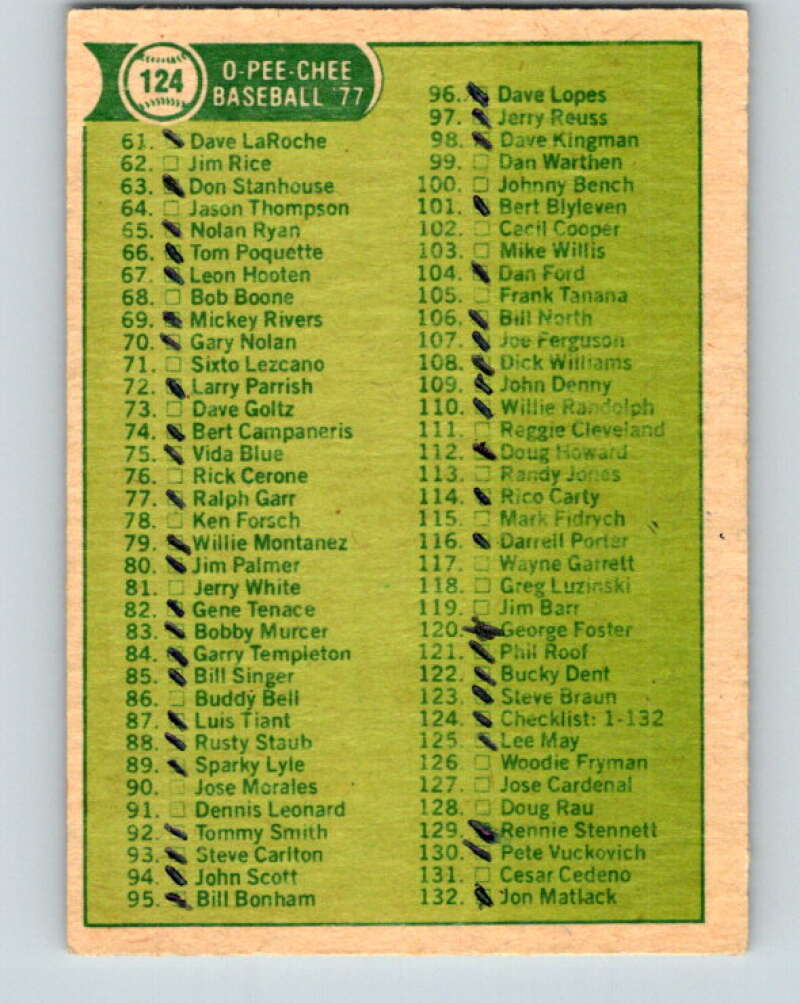 124
O-PEE-CHEE
BASEBALL '77
61. Dave LaRoche
62. Jim Rice
63. Don Stanhouse
64. Jason Thompson
65. Nolan Ryan
66. Tom Poquette
67. Leon Hooten
68. Bob Boone
69. Mickey Rivers
70. Gary Nolan
71. Sixto Lezcano
72. Larry Parrish
73. Dave Goltz
74. Bert Campaneris
75. Vida Blue
76. Rick Cerone
77. Ralph Garr
78. Ken Forsch
79. Willie Montanez
80. Jim Palmer
81. Jerry White
82. Gene Tenace
83. Bobby Murcer
84. Garry Templeton
85. Bill Singer
86. Buddy Bell
87. Luis Tiant
88. Rusty Staub
89. Sparky Lyle
90. Jose Morales
91. Dennis Leonard
92. Tommy Smith
93. Steve Carlton
94. John Scott
95. Bill Bonham
96. Dave Lopes
97. Jerry Reuss
98. Dave Kingman
99. Dan Warthen
100. Johnny Bench
101. Bert Blyleven
102. Cecil Cooper
103. Mike Willis
104. Dan Ford
105. Frank Tanana
106. Bill North
107. Joe Ferguson
108. Dick Williams
109. John Denny
110. Willie Randolph
111. Reggie Cleveland
112. Doug Howard
113. Randy Jones
114. Rico Carty
115. Mark Fidrych
116. Darrell Porter
117. Wayne Garrett
118. Greg Luzinski
119. Jim Barr
120. George Foster
121. Phil Roof
122. Bucky Dent
123. Steve Braun
124. Checklist: 1-132
125. Lee May
126. Woodie Fryman
127. Jose Cardenal
128. Doug Rau
129. Rennie Stennett
130. Pete Vuckovich
131. Cesar Cedeno
132. Jon Matlack